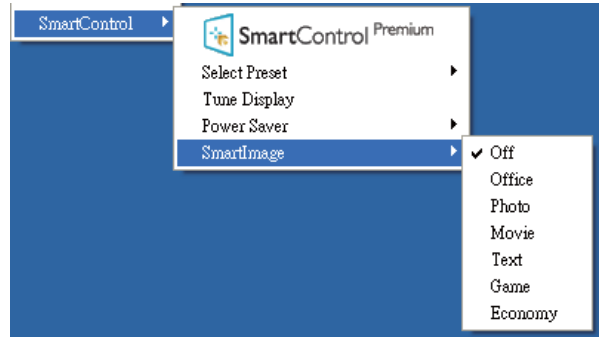 SmartControl
SmartControl Premium
Select Preset
Tune Display
Power Saver
SmartImage
Off
Office
Photo
Movie
Text
Game
Economy